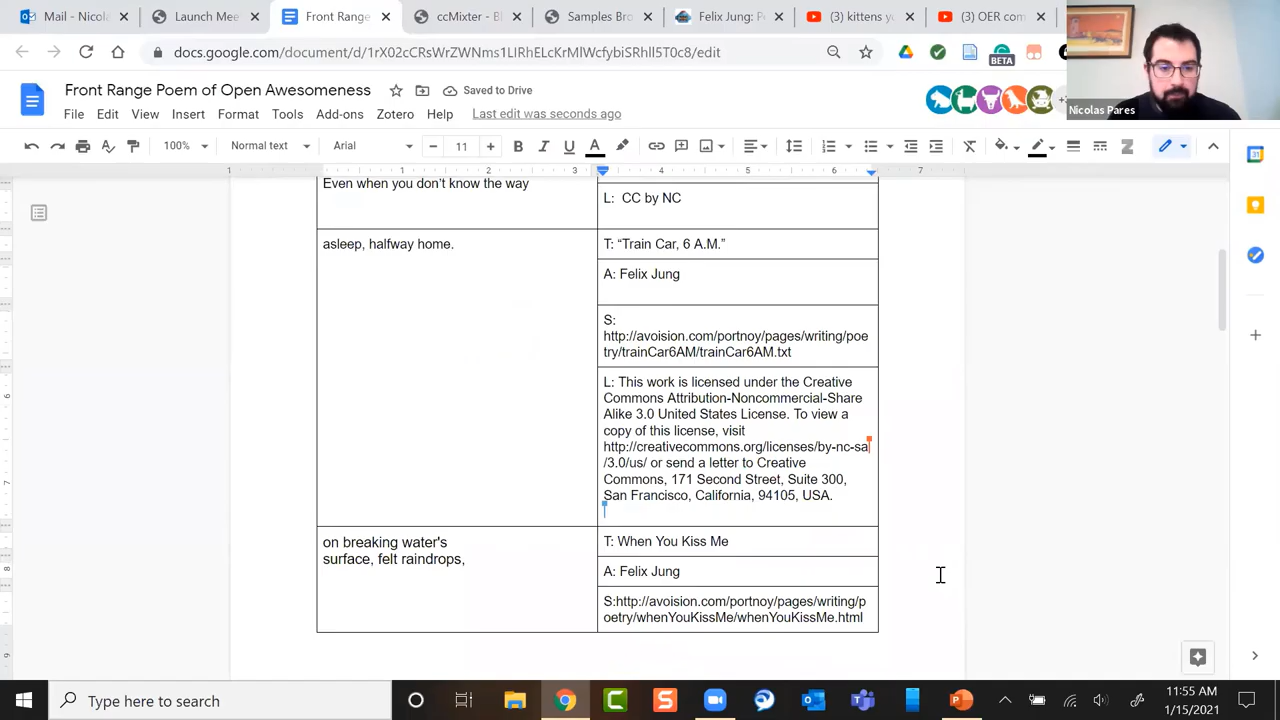 Mail - Nicola
Launch Mee
Front Range
ccMixter - Bl
Samples Bro
Felix Jung: P
(3) kittens yo
(3) OER com
Front Range Poem of Open Awesomeness
Saved to Drive
File Edit View Insert Format Tools Add-ons Zotero Help
Last edit was seconds ago
BETA
Nicolas Pares
100%
Normal text
Arial
11
Even when you don't know the way
L: CC by NC
asleep, halfway home.
T: “Train Car, 6 A.M.”
A: Felix Jung
S:
http://avoision.com/portnoy/pages/writing/poe
try/trainCar6AM/trainCar6AM.txt
L: This work is licensed under the Creative
Commons Attribution-Noncommercial-Share
Alike 3.0 United States License. To view a
copy of this license, visit
http://creativecommons.org/licenses/by-nc-sa
/3.0/us/ or send a letter to Creative
Commons, 171 Second Street, Suite 300,
San Francisco, California, 94105, USA.
on breaking water's
surface, felt raindrops,
T: When You Kiss Me
A: Felix Jung
S:http://avoision.com/portnoy/pages/writing/p
oetry/whenYouKissMe/whenYouKissMe.html
Type here to search
11:55 AM
1/15/2021